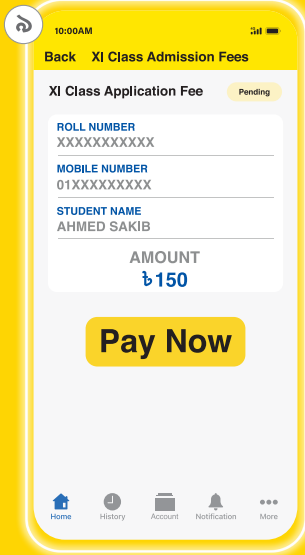 ৯
10:00AM
Back XI Class Admission Fees
XI Class Application Fee Pending
ROLL NUMBER
XXXXXXXXXXX
MOBILE NUMBER
01XXXXXXXXX
STUDENT NAME
AHMED SAKIB
AMOUNT
৳150
Pay Now
Home History Account Notification More